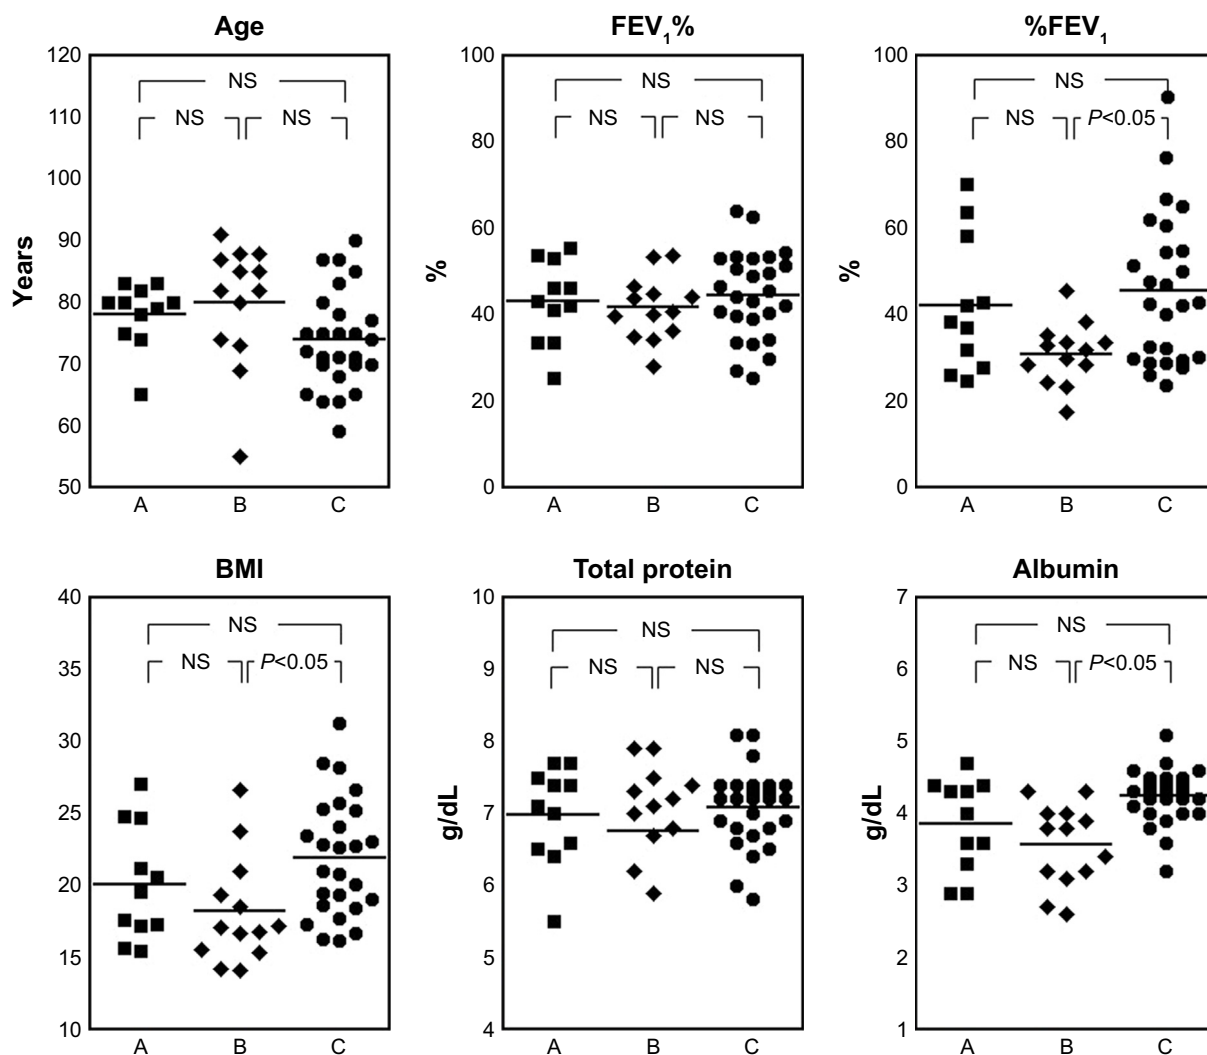 Age
FEV1%
%FEV1
120
110
100
90
80
70
60
50
Years
NS
NS
NS
A
B
C
100
80
60
40
20
0
%
NS
NS
NS
A
B
C
100
80
60
40
20
0
%
NS
NS
P<0.05
A
B
C
BMI
Total protein
Albumin
40
35
30
25
20
15
10
NS
NS
P<0.05
A
B
C
10
9
8
7
6
5
4
g/dL
NS
NS
NS
A
B
C
7
6
5
4
3
2
1
g/dL
NS
NS
P<0.05
A
B
C